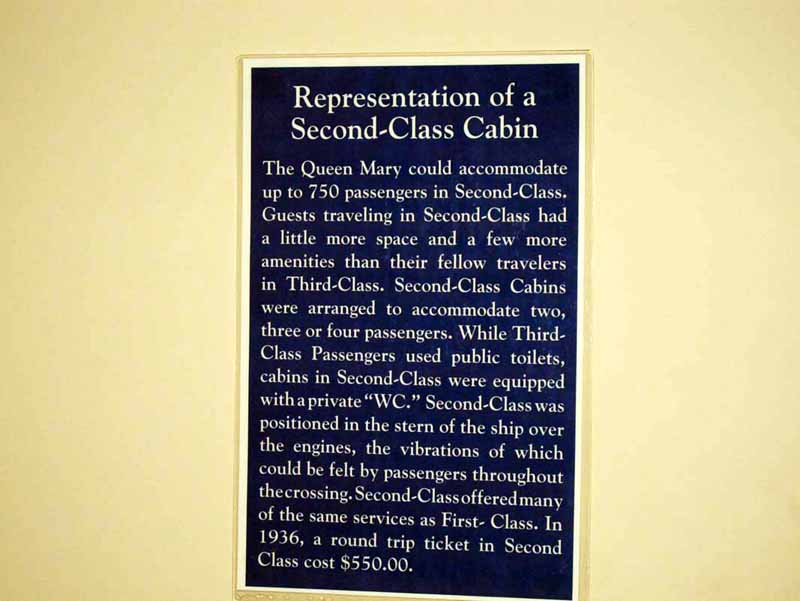 Representation of a
Second-Class Cabin
The Queen Mary could accommodate
up to 750 passengers in Second-Class.
Guests traveling in Second-Class had
a little more space and a few more
amenities than their fellow travelers
in Third-Class. Second-Class Cabins
were arranged to accommodate two,
three or four passengers. While Third-
Class Passengers used public toilets,
cabins in Second-Class were equipped
with a private “WC.” Second-Class was
positioned in the stern of the ship over
the engines, the vibrations of which
could be felt by passengers throughout
the crossing. Second-Class offered many
of the same services as First- Class. In
1936, a round trip ticket in Second
Class cost $550.00.